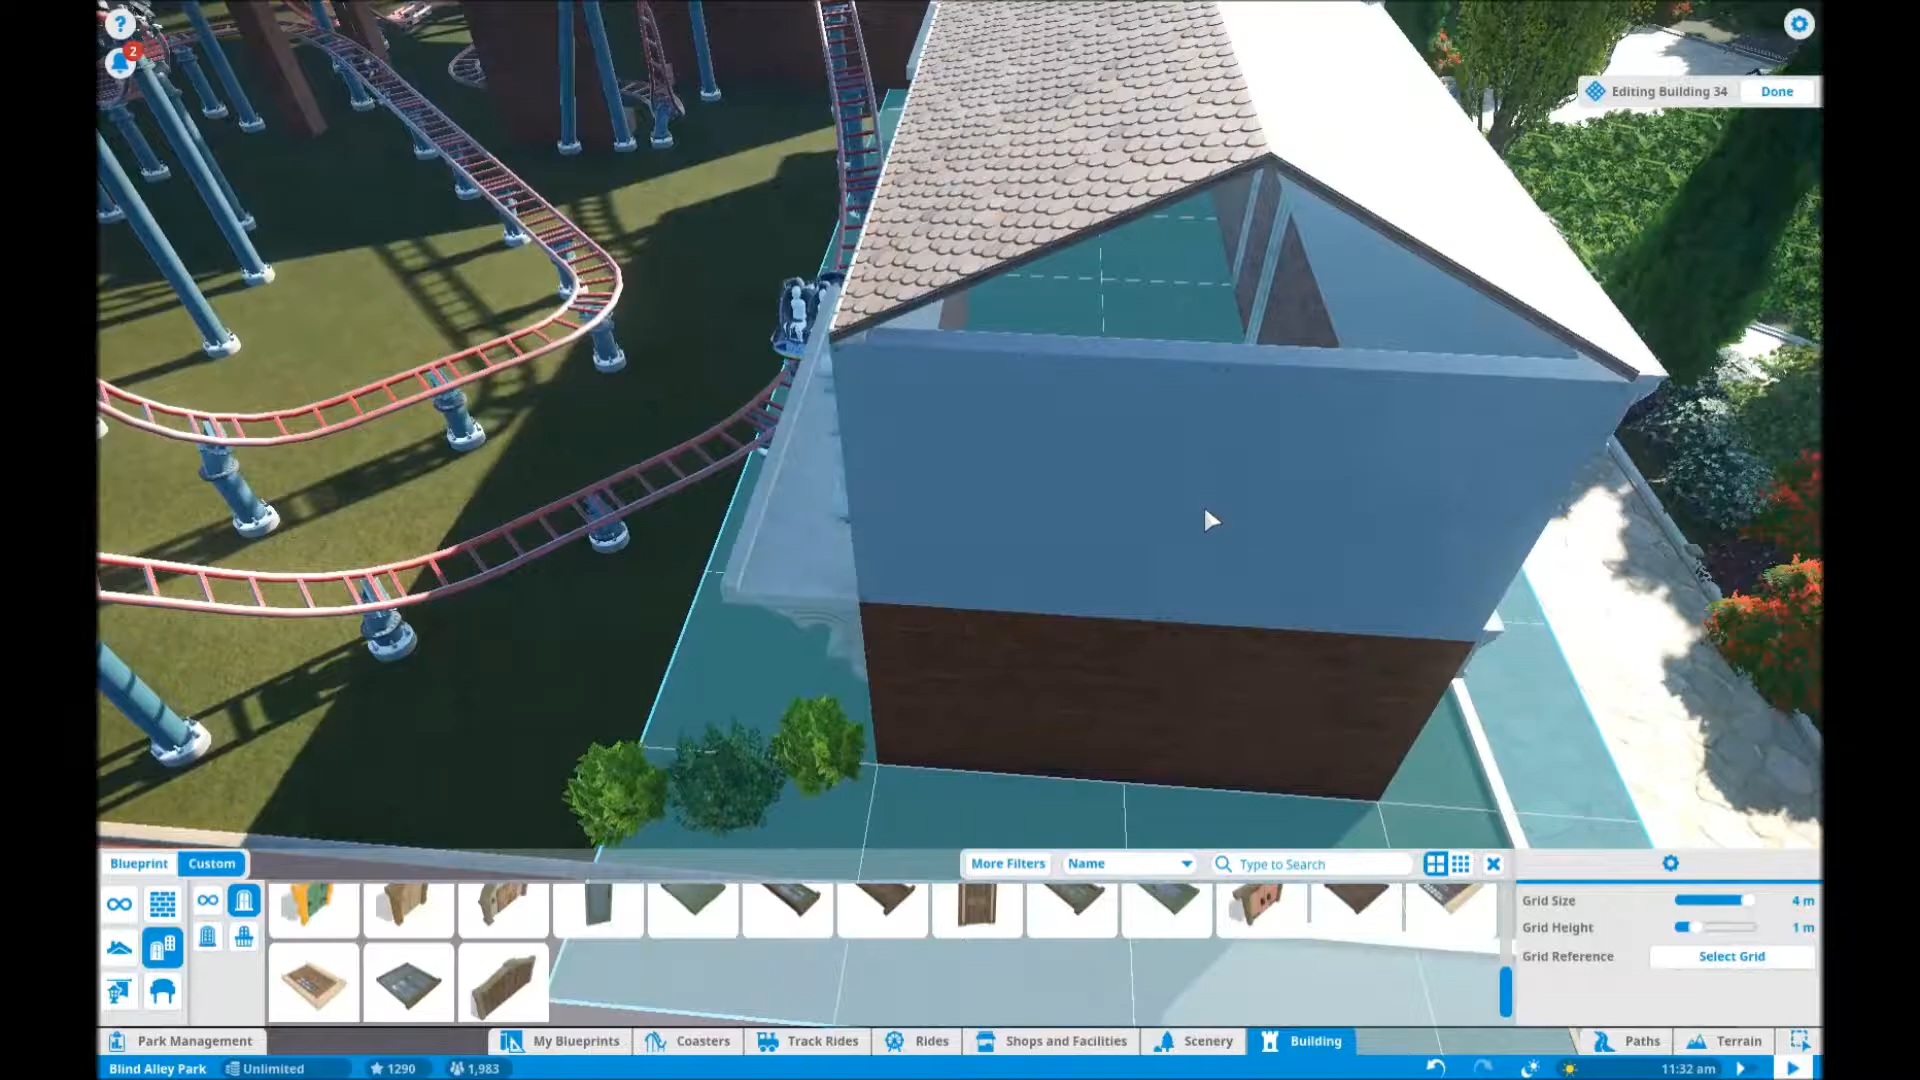 ?
2
Editing Building 34 Done
Blueprint Custom More Filters Name Type to Search
Grid Size 4 m
Grid Height 1 m
Grid Reference Select Grid
Park Management My Blueprints Coasters Track Rides Rides Shops and Facilities Scenery Building Paths Terrain
Blind Alley Park Unlimited 1290 1,983 11:32 am